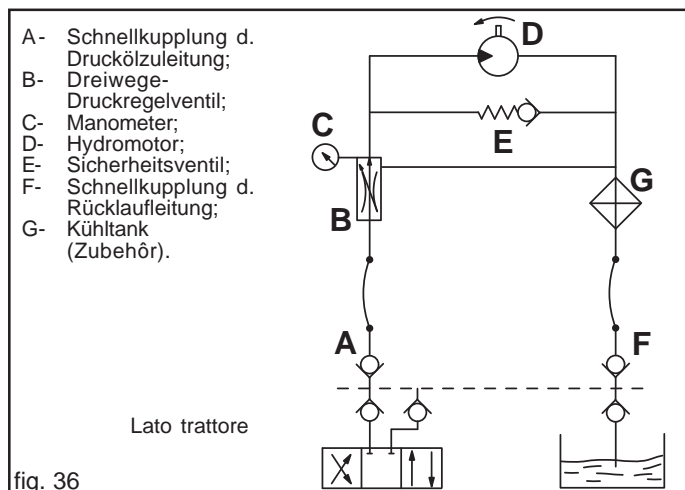 A- Schnellkupplung d.
Druckölzuleitung;
B- Dreiwege-
Druckregelventil;
C- Manometer;
D- Hydromotor;
E- Sicherheitsventil;
F- Schnellkupplung d.
Rücklaufleitung;
G- Kühltank
(Zubehôr).
D
C
E
G
B
A
F
Lato trattore
fig. 36